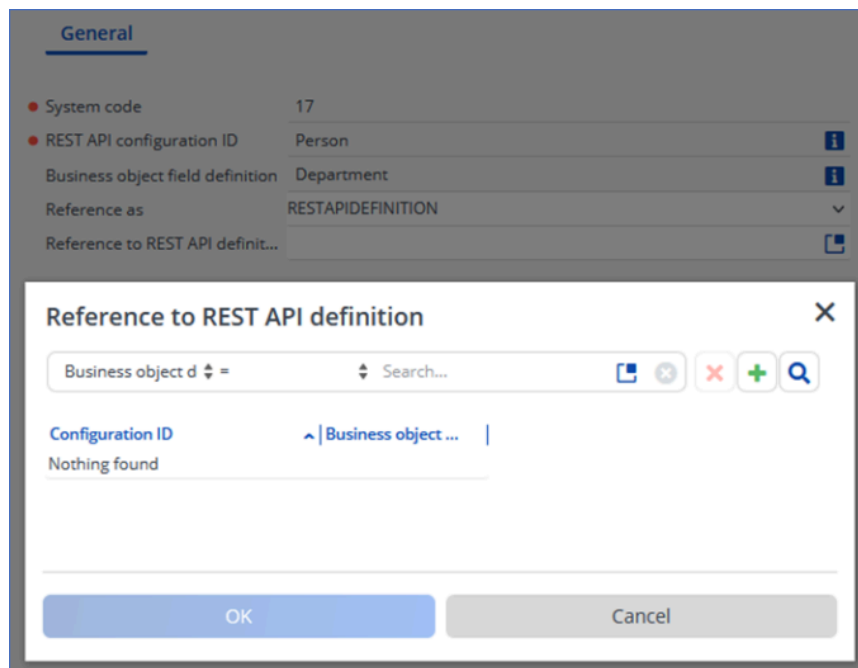 General
System code 17
REST API configuration ID Person
Business object field definition Department
Reference as RESTAPIDEFINITION
Reference to REST API definit...
Reference to REST API definition
Business object d = Search...
Configuration ID Business object ...
Nothing found
OK Cancel